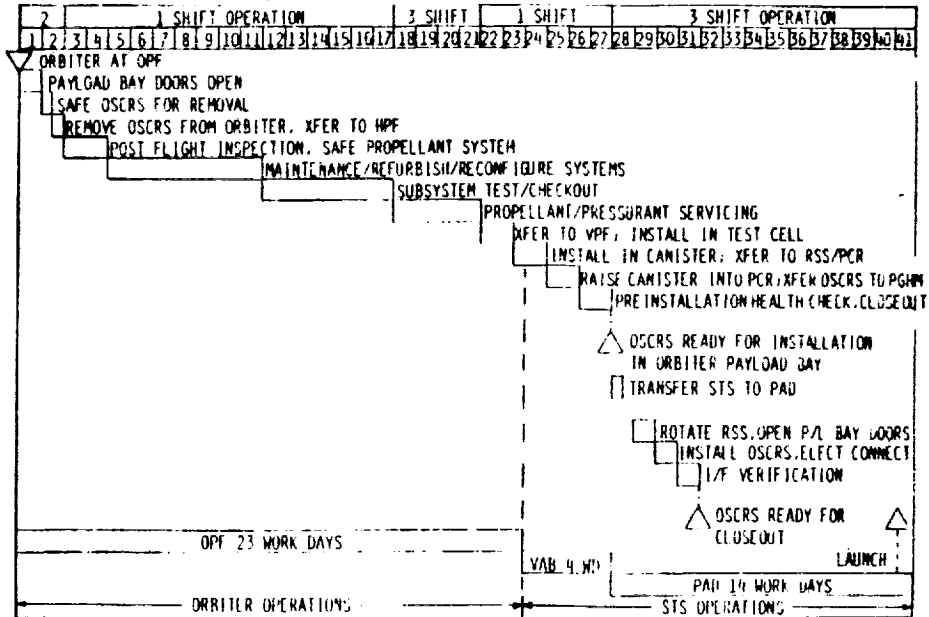 2 1 SHIFT OPERATION 3 SHIFT 1 SHIFT 3 SHIFT OPERATION
1 2 3 4 5 6 7 8 9 10 11 12 13 14 15 16 17 18 19 20 21 22 23 24 25 26 27 28 29 30 31 32 33 34 35 36 37 38 39 40 41
ORBITER AT OPF
PAYLOAD BAY DOORS OPEN
SAFE OSCRS FOR REMOVAL
REMOVE OSCRS FROM ORBITER, XFER TO HPF
POST FLIGHT INSPECTION, SAFE PROPELLANT SYSTEM
MAINTENANCE/REFURBISH/RECONFIGURE SYSTEMS
SUBSYSTEM TEST/CHECKOUT
PROPELLANT/PRESSURANT SERVICING
XFER TO VPF, INSTALL IN TEST CELL
INSTALL IN CANISTER, XFER TO RSS/PCR
RAISE CANISTER INTO PCR,XFER OSCRS TO PGHM
PREINSTALLATION HEALTH CHECK,CLOSEOUT
OSCRS READY FOR INSTALLATION
IN ORBITER PAYLOAD BAY
TRANSFER STS TO PAD
ROTATE RSS,OPEN P/L BAY DOORS
INSTALL OSCRS,ELECT CONNECT
I/F VERIFICATION
OSCRS READY FOR
CLOSEOUT
OPF 23 WORK DAYS
VAB 4 WD
LAUNCH
PAD 14 WORK DAYS
ORBITER OPERATIONS
STS OPERATIONS